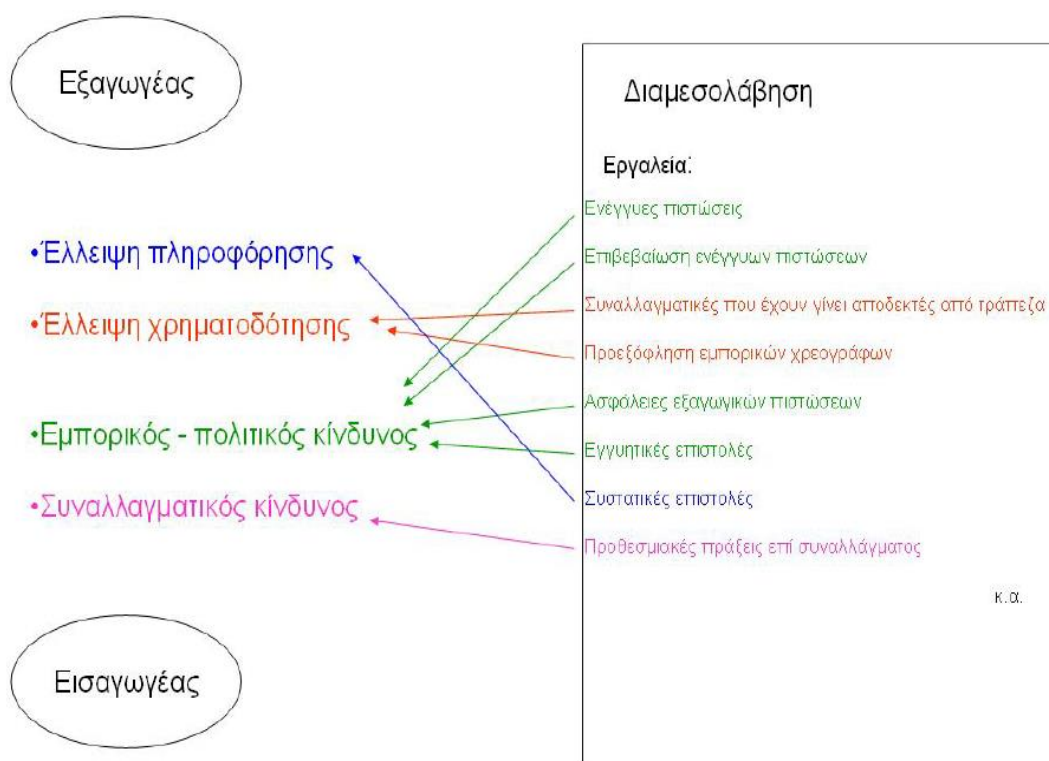 Εξαγωγέας
•Έλλειψη πληροφόρησης
•Έλλειψη χρηματοδότησης
•Εμπορικός - πολιτικός κίνδυνος
•Συναλλαγματικός κίνδυνος
Εισαγωγέας
Διαμεσολάβηση
Εργαλεία:
Ενέγγυες πιστώσεις
Επιβεβαίωση ενέγγυων πιστώσεων
Συναλλαγματικές που έχουν γίνει αποδεκτές από τράπεζα
Προεξόφληση εμπορικών χρεογράφων
Ασφάλειες εξαγωγικών πιστώσεων
Εγγυητικές επιστολές
Συστατικές επιστολές
Προθεσμιακές πράξεις επί συναλλάγματος
κ.α.